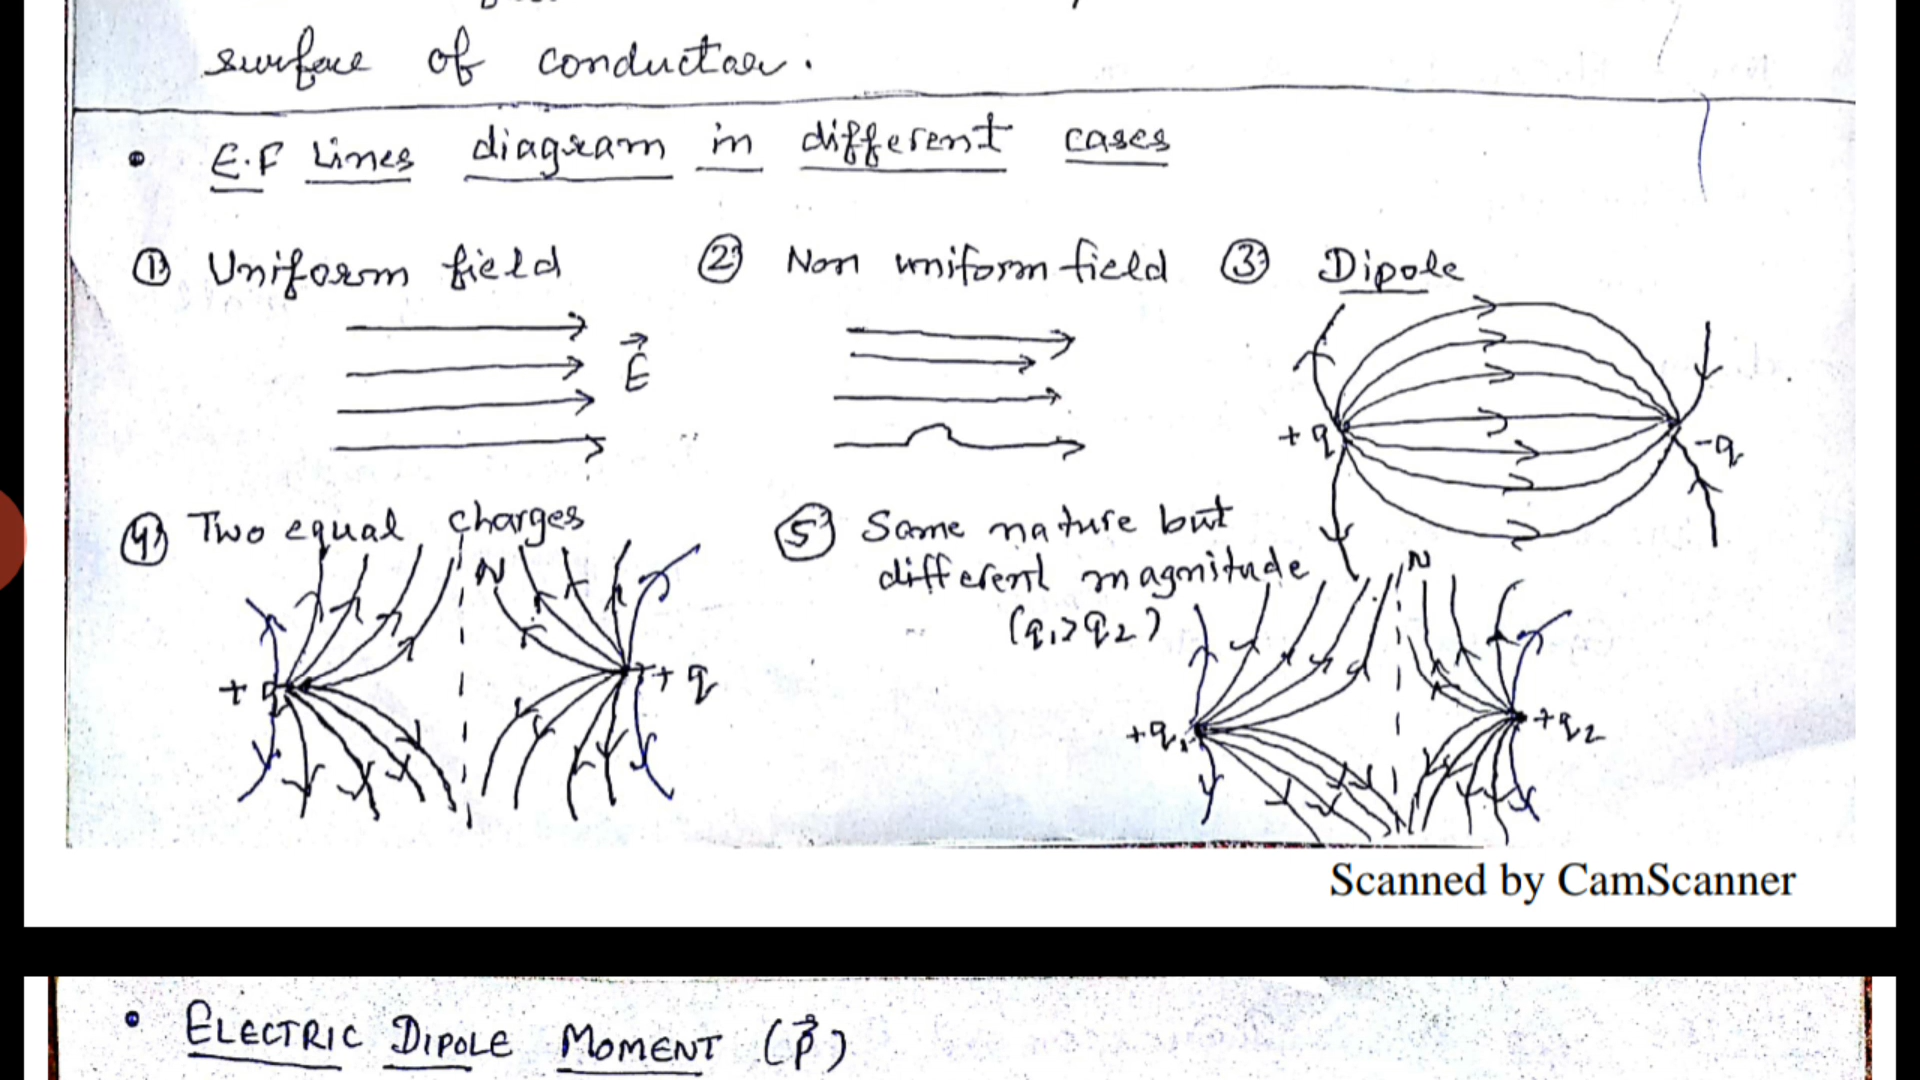 surface of conductor.
• E.F Lines diagram in different cases
① Uniform field ② Non uniform field ③ Dipole
E
+q -q
④ Two equal charges
N
+q +q
⑤ Same nature but
different magnitude
(q1>q2)
N
+q1 +q2
Scanned by CamScanner
• ELECTRIC DIPOLE MOMENT (p⃗)